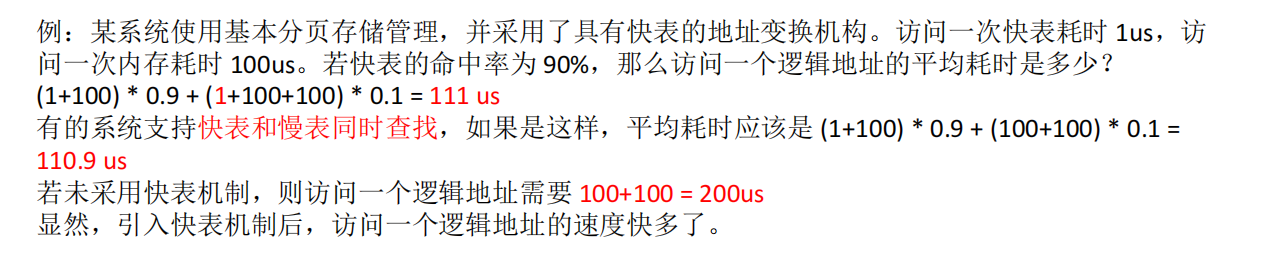 例：某系统使用基本分页存储管理，并采用了具有快表的地址变换机构。访问一次快表耗时 1us，访
问一次内存耗时 100us。若快表的命中率为 90%，那么访问一个逻辑地址的平均耗时是多少？
(1+100) * 0.9 + (1+100+100) * 0.1 = 111 us
有的系统支持快表和慢表同时查找，如果是这样，平均耗时应该是 (1+100) * 0.9 + (100+100) * 0.1 =
110.9 us
若未采用快表机制，则访问一个逻辑地址需要 100+100 = 200us
显然，引入快表机制后，访问一个逻辑地址的速度快多了。